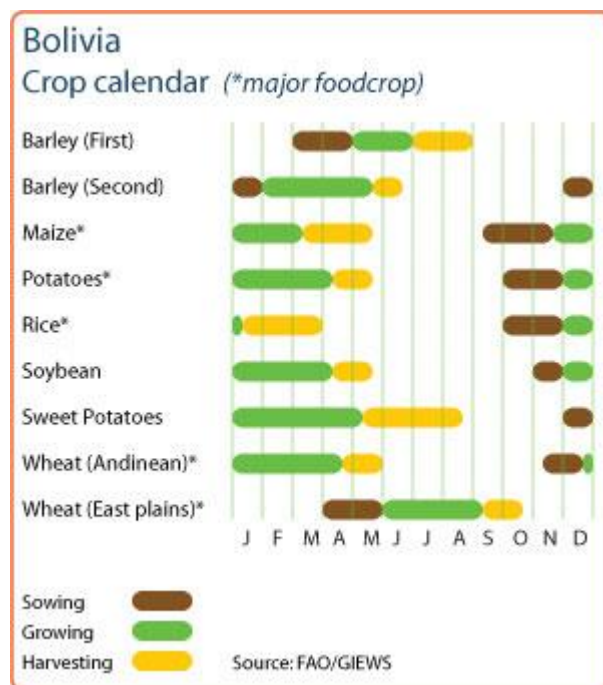 Bolivia
Crop calendar (*major foodcrop)
Barley (First)
Barley (Second)
Maize*
Potatoes*
Rice*
Soybean
Sweet Potatoes
Wheat (Andinean)*
Wheat (East plains)*
J F M A M J J A S O N D
Sowing
Growing
Harvesting Source: FAO/GIEWS